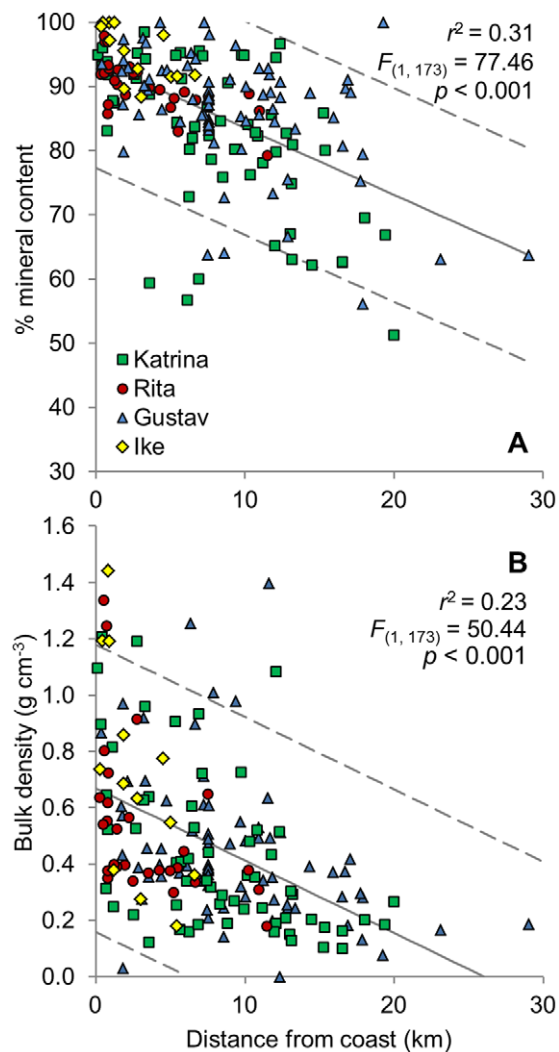 100
90
80
70
60
50
40
30
% mineral content
r² = 0.31
F(1, 173) = 77.46
p < 0.001
Katrina
Rita
Gustav
Ike
A
0 10 20 30
1.6
1.4
1.2
1.0
0.8
0.6
0.4
0.2
0.0
Bulk density (g cm⁻³)
B
r² = 0.23
F(1, 173) = 50.44
p < 0.001
0 10 20 30
Distance from coast (km)